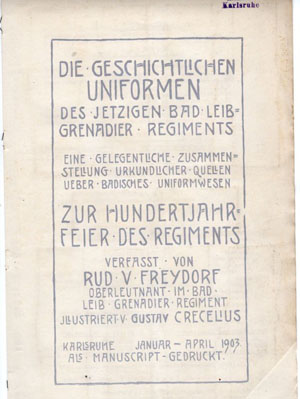 Karlsruhe
DIE · GESCHICHTLICHEN
UNIFORMEN
DES · JETZIGEN · BAD · LEIB=
GRENADIER · REGIMENTS
EINE · GELEGENTLICHE · ZUSAMMEN=
STELLUNG · URKUNDLICHER · QUELLEN
UEBER · BADISCHES · UNIFORMWESEN
ZUR · HUNDERTJAHR=
FEIER · DES · REGIMENTS
VERFASST · VON
RUD · V · FREYDORF
OBERLEUTNANT · IM · BAD ·
LEIB · GRENADIER · REGIMENT
JLLUSTRIERT · V · GUSTAV CRECELIUS
KARLSRUHE JANUAR – APRIL 1903.
ALS · MANUSCRIPT · GEDRUCKT.